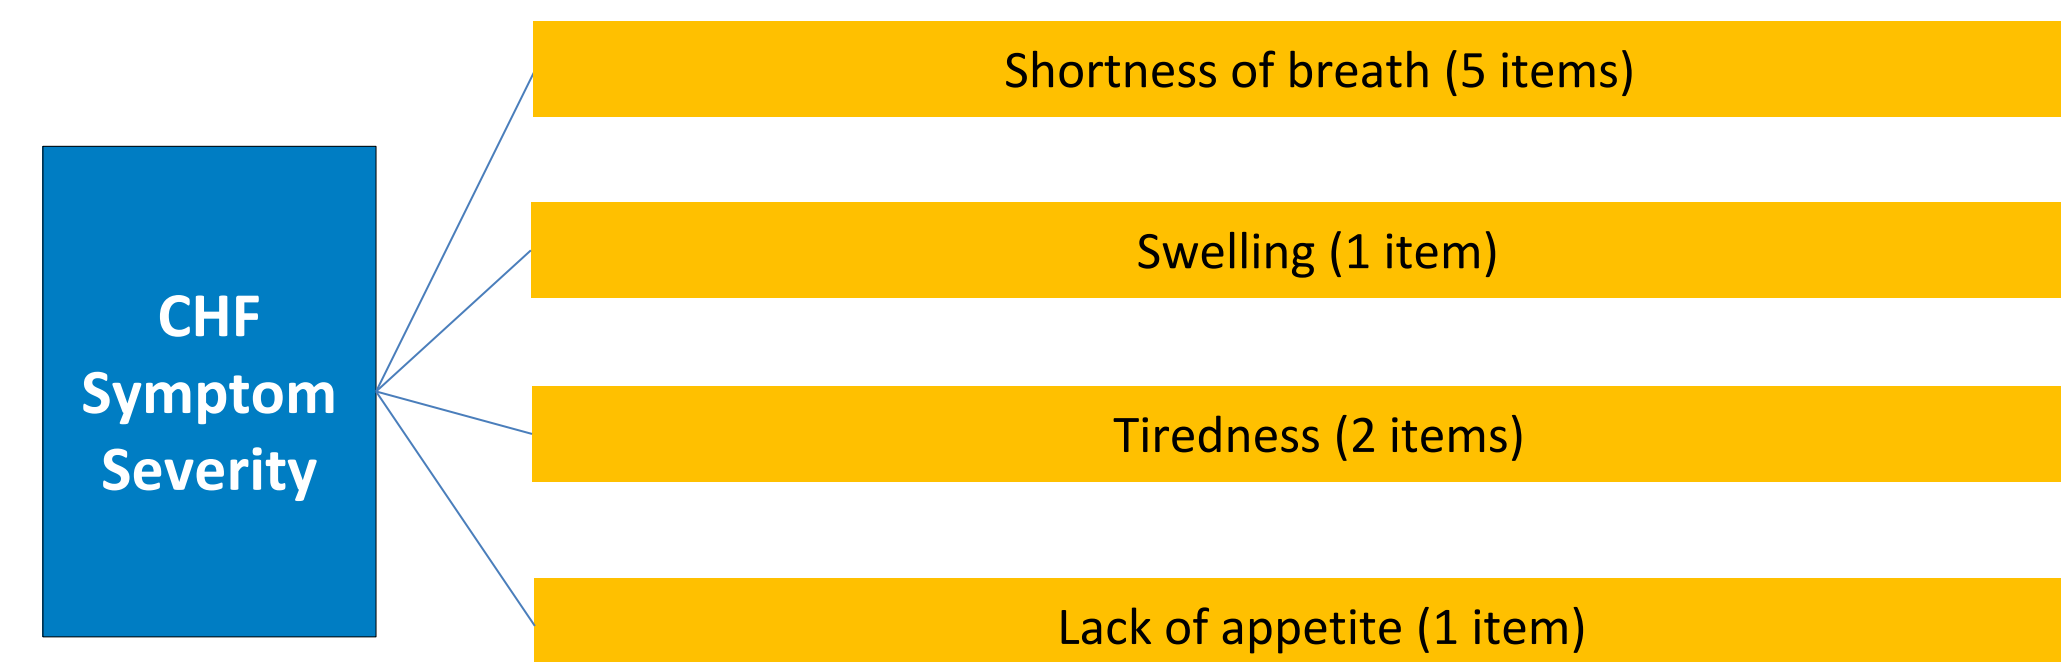 CHF
Symptom
Severity
Shortness of breath (5 items)
Swelling (1 item)
Tiredness (2 items)
Lack of appetite (1 item)